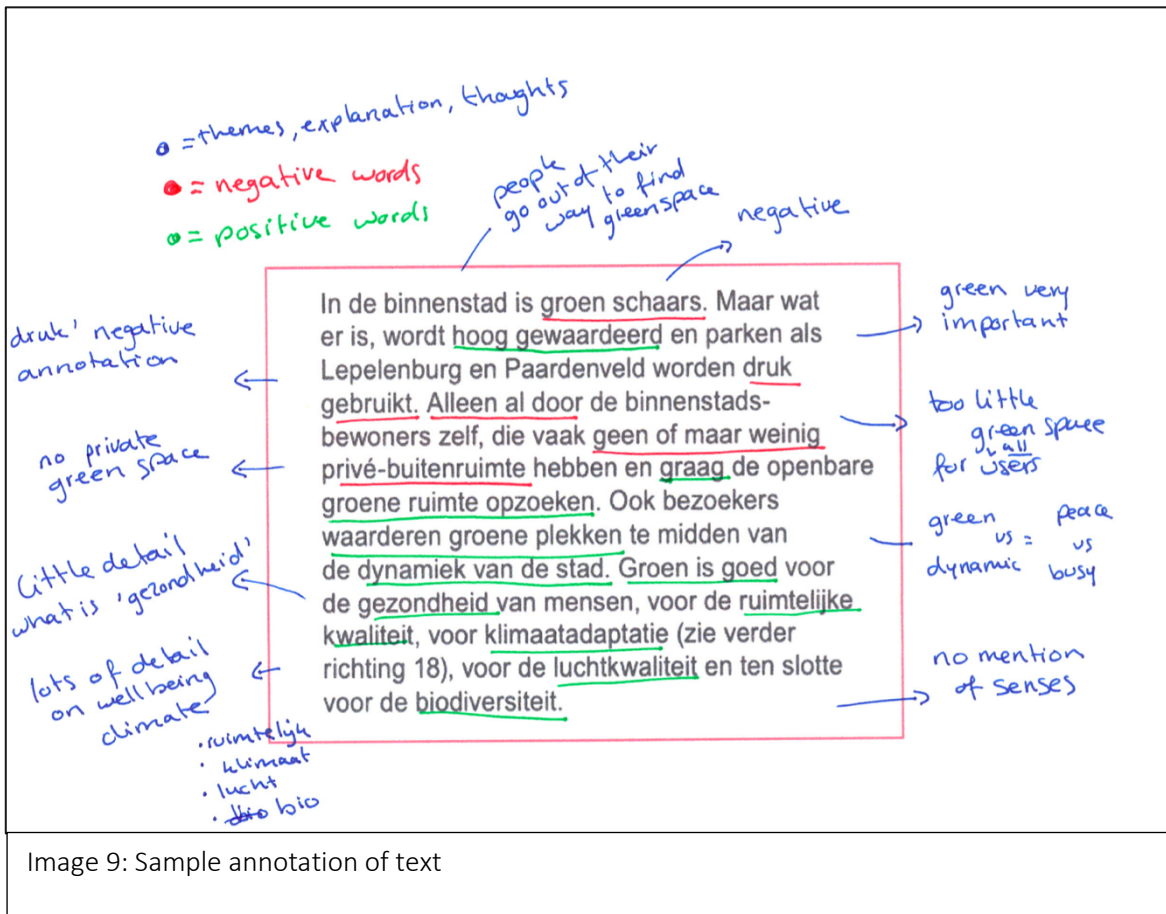 = themes, explanation, thoughts
= negative words
= positive words
people
go out of their
way to find
greenspace
negative
In de binnenstad is groen schaars. Maar wat
er is, wordt hoog gewaardeerd en parken als
Lepelenburg en Paardenveld worden druk
gebruikt. Alleen al door de binnenstads-
bewoners zelf, die vaak geen of maar weinig
privé-buitenruimte hebben en graag de openbare
groene ruimte opzoeken. Ook bezoekers
waarderen groene plekken te midden van
de dynamiek van de stad. Groen is goed voor
de gezondheid van mensen, voor de ruimtelijke
kwaliteit, voor klimaatadaptatie (zie verder
richting 18), voor de luchtkwaliteit en ten slotte
voor de biodiversiteit.
druk' negative
annotation
no private
green space
little detail
what is 'gezondheid'
lots of detail
on wellbeing
climate
• ruimtelijk
• klimaat
• lucht
• bio bio
green very
important
too little
green space
all
for users
green vs = peace vs
dynamic busy
no mention
of senses
Image 9: Sample annotation of text